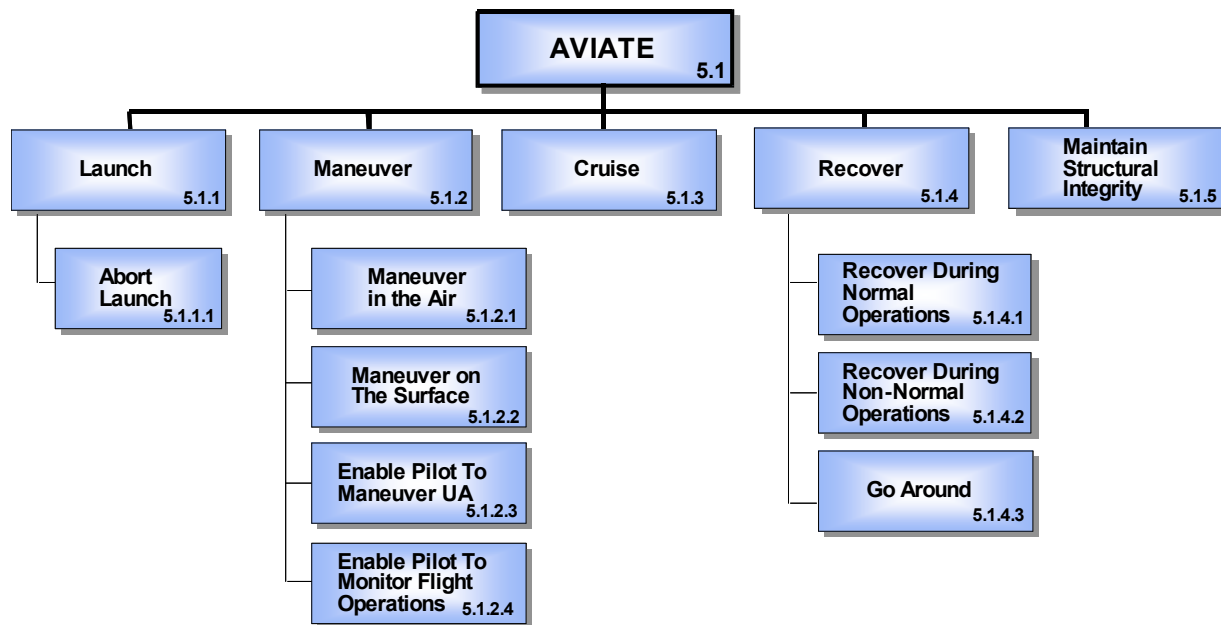 AVIATE
5.1
Launch
5.1.1
Maneuver
5.1.2
Cruise
5.1.3
Recover
5.1.4
Maintain
Structural
Integrity
5.1.5
Abort
Launch
5.1.1.1
Maneuver
in the Air
5.1.2.1
Maneuver on
The Surface
5.1.2.2
Enable Pilot To
Maneuver UA
5.1.2.3
Enable Pilot To
Monitor Flight
Operations 5.1.2.4
Recover During
Normal
Operations 5.1.4.1
Recover During
Non-Normal
Operations 5.1.4.2
Go Around
5.1.4.3